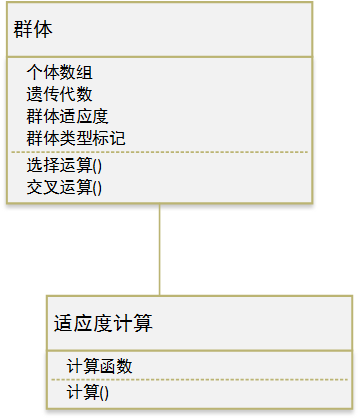 群体
个体数组
遗传代数
群体适应度
群体类型标记
选择运算()
交叉运算()
适应度计算
计算函数
计算()